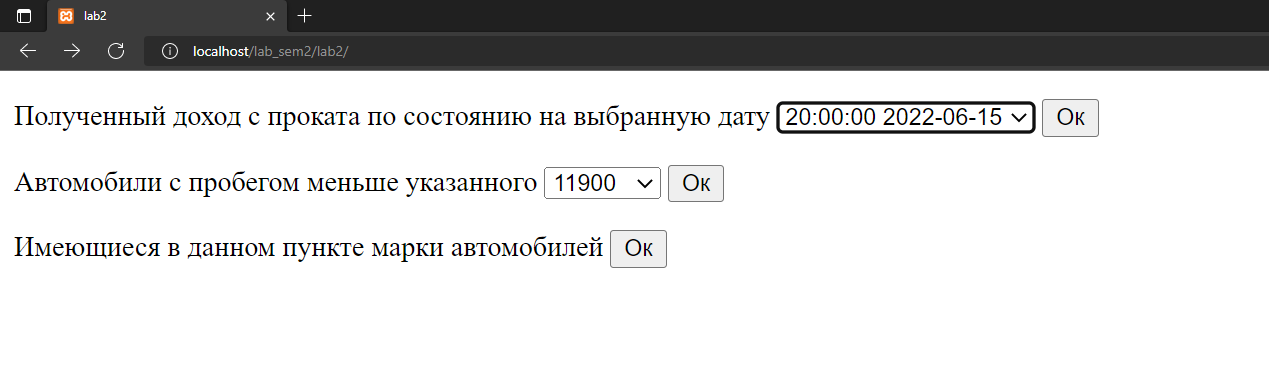 lab2
localhost/lab_sem2/lab2/
Полученный доход с проката по состоянию на выбранную дату 20:00:00 2022-06-15 Ок
Автомобили с пробегом меньше указанного 11900 Ок
Имеющиеся в данном пункте марки автомобилей Ок